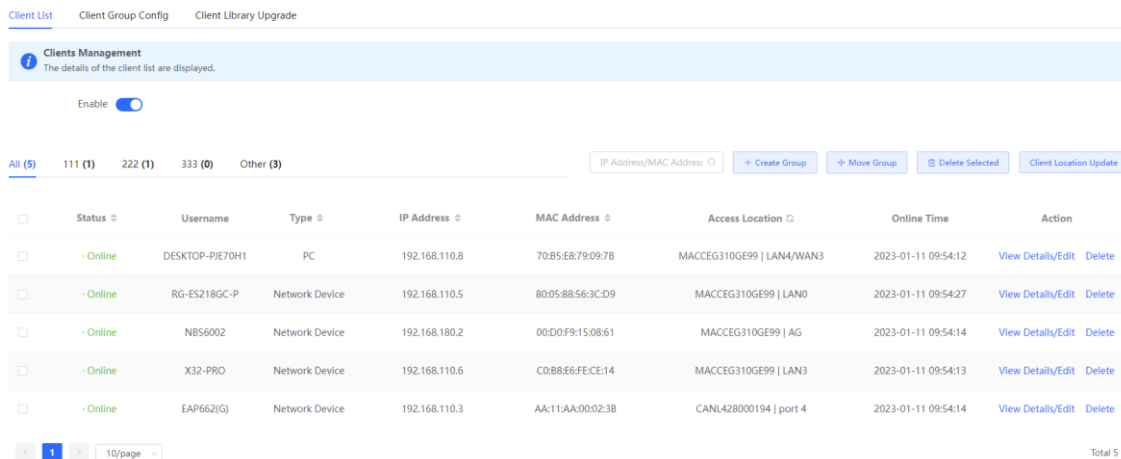 Client List Client Group Config Client Library Upgrade
Clients Management
The details of the client list are displayed.
Enable
All (5) 111 (1) 222 (1) 333 (0) Other (3) IP Address/MAC Address + Create Group Move Group Delete Selected Client Location Update
Status Username Type IP Address MAC Address Access Location Online Time Action
Online DESKTOP-PJE70H1 PC 192.168.110.8 70:B5:E8:79:09:7B MACCEG310GE99 | LAN4/WAN3 2023-01-11 09:54:12 View Details/Edit Delete
Online RG-ES218GC-P Network Device 192.168.110.5 80:05:88:56:3C:D9 MACCEG310GE99 | LAN0 2023-01-11 09:54:27 View Details/Edit Delete
Online NBS6002 Network Device 192.168.180.2 00:D0:F9:15:08:61 MACCEG310GE99 | AG 2023-01-11 09:54:14 View Details/Edit Delete
Online X32-PRO Network Device 192.168.110.6 C0:B8:E6:FE:CE:14 MACCEG310GE99 | LAN3 2023-01-11 09:54:13 View Details/Edit Delete
Online EAP662(G) Network Device 192.168.110.3 AA:11:AA:00:02:3B CANL428000194 | port 4 2023-01-11 09:54:14 View Details/Edit Delete
1 10/page Total 5